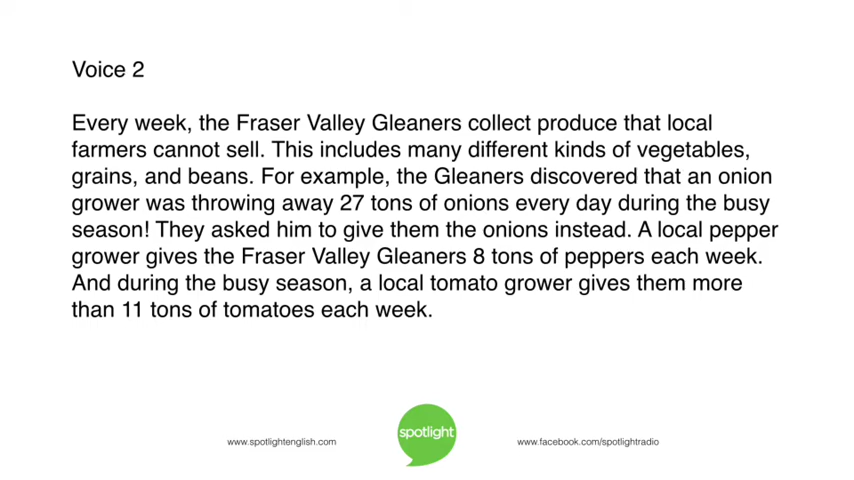 Voice 2
Every week, the Fraser Valley Gleaners collect produce that local
farmers cannot sell. This includes many different kinds of vegetables,
grains, and beans. For example, the Gleaners discovered that an onion
grower was throwing away 27 tons of onions every day during the busy
season! They asked him to give them the onions instead. A local pepper
grower gives the Fraser Valley Gleaners 8 tons of peppers each week.
And during the busy season, a local tomato grower gives them more
than 11 tons of tomatoes each week.
www.spotlightenglish.com
spotlight
www.facebook.com/spotlightradio